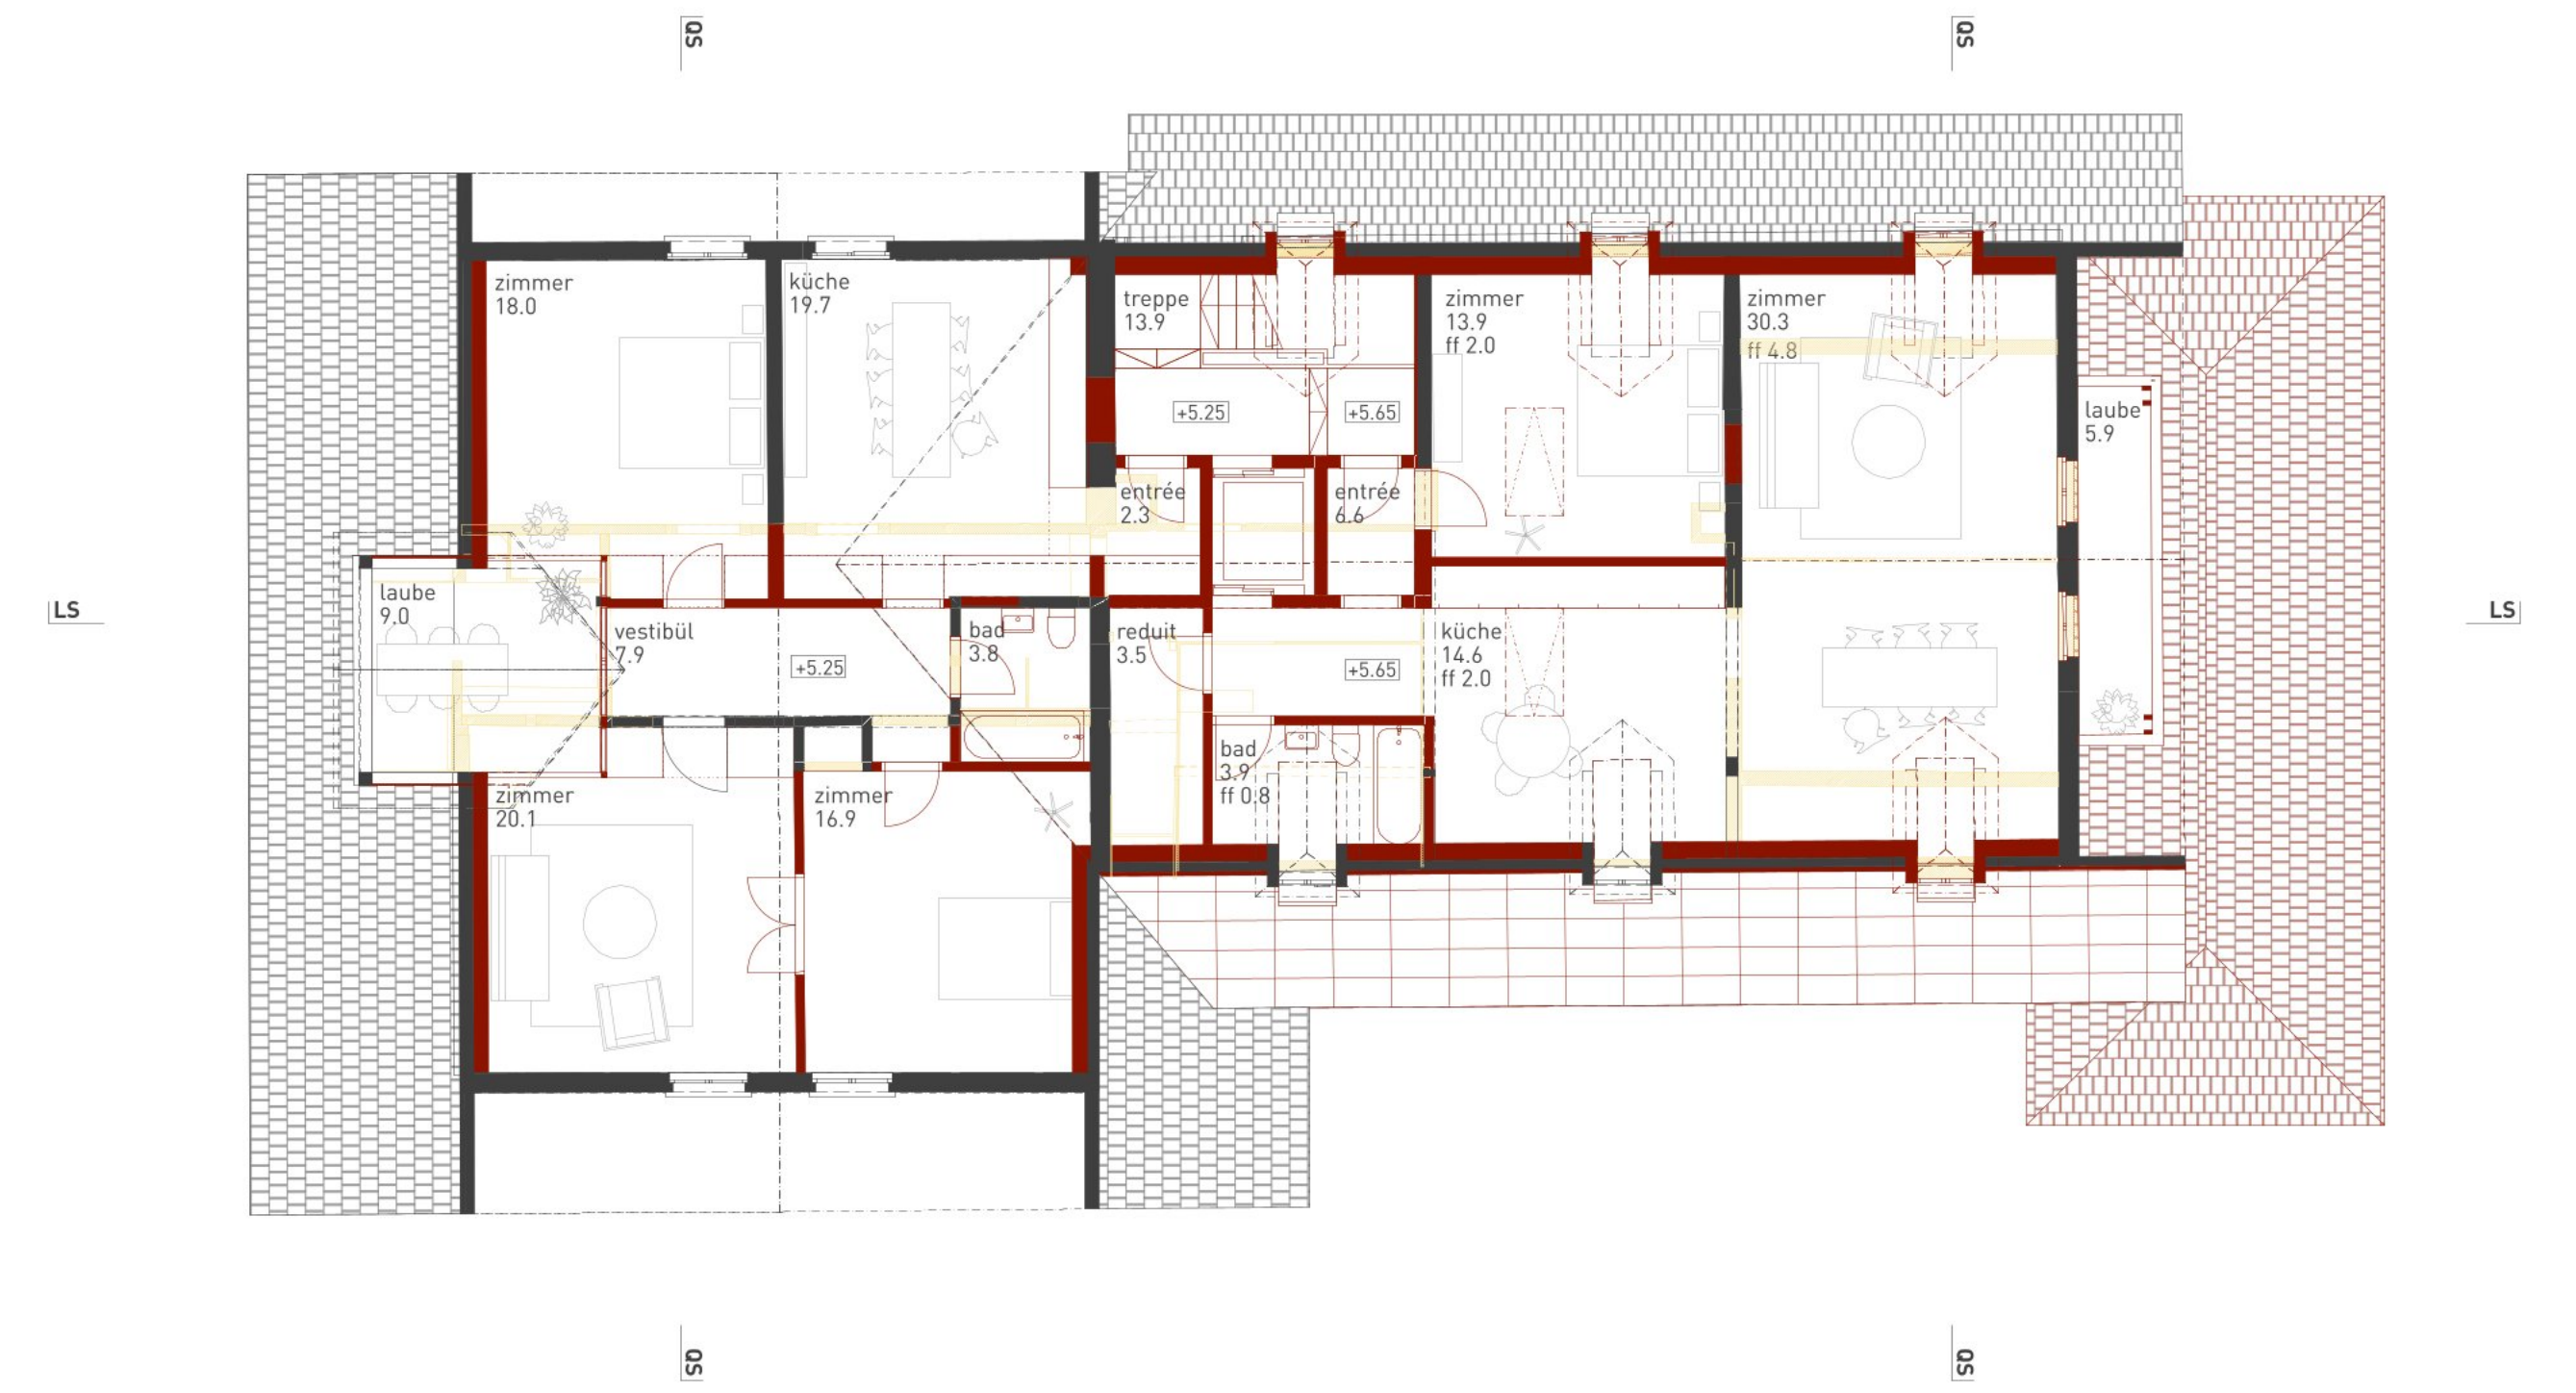 QS
QS
zimmer
18.0
küche
19.7
treppe
13.9
zimmer
13.9
ff 2.0
zimmer
30.3
ff 4.8
+5.25
+5.65
laube
5.9
entrée
2.3
entrée
6.6
laube
9.0
LS
LS
vestibül
7.9
+5.25
bad
3.8
reduit
3.5
+5.65
küche
14.6
ff 2.0
bad
3.9
ff 0.8
zimmer
20.1
zimmer
16.9
QS
QS